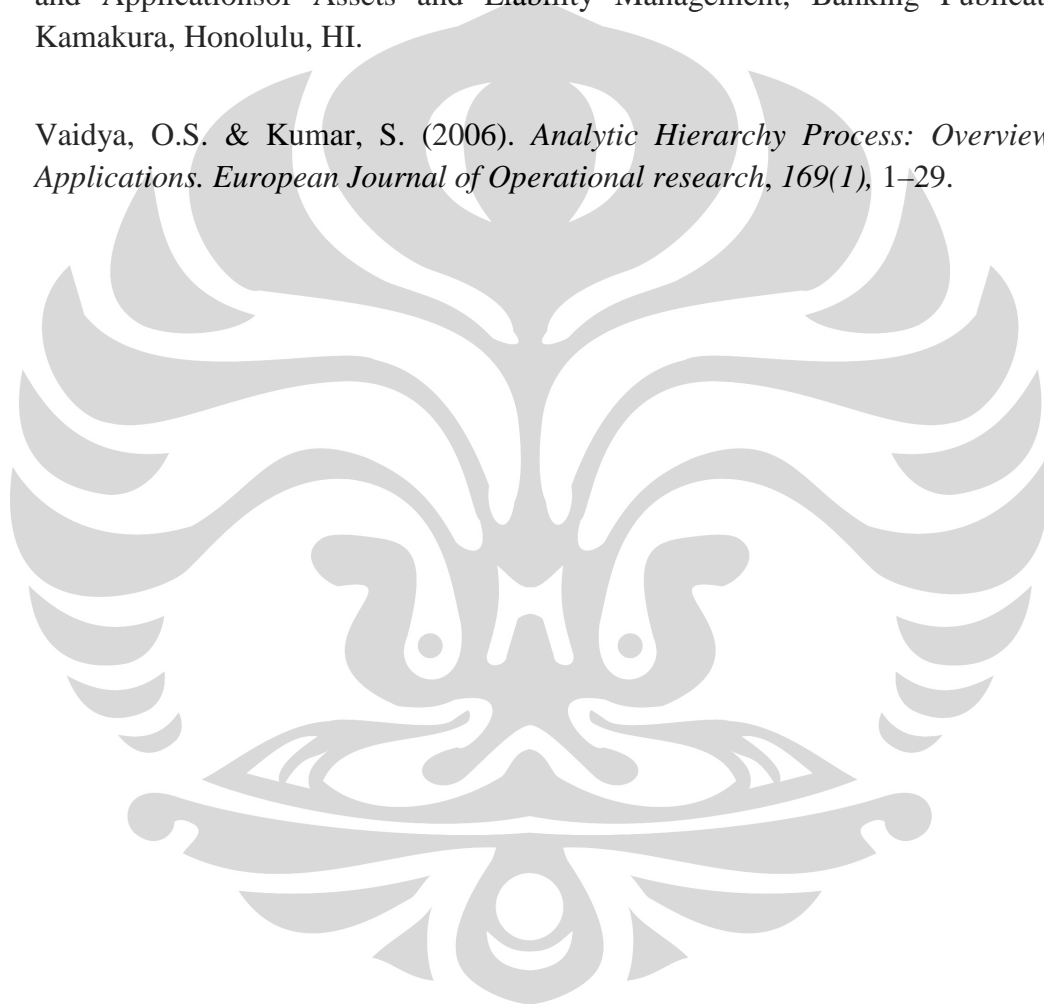 and Applicationsof Assets and Liability Management, Banking
Kamakura, Honolulu, HI.
Vaidya, O.S. & Kumar, S. (2006). Analytic Hierarchy Process: Overview
Applications. European Journal of Operational research, 169(1), 1–29.